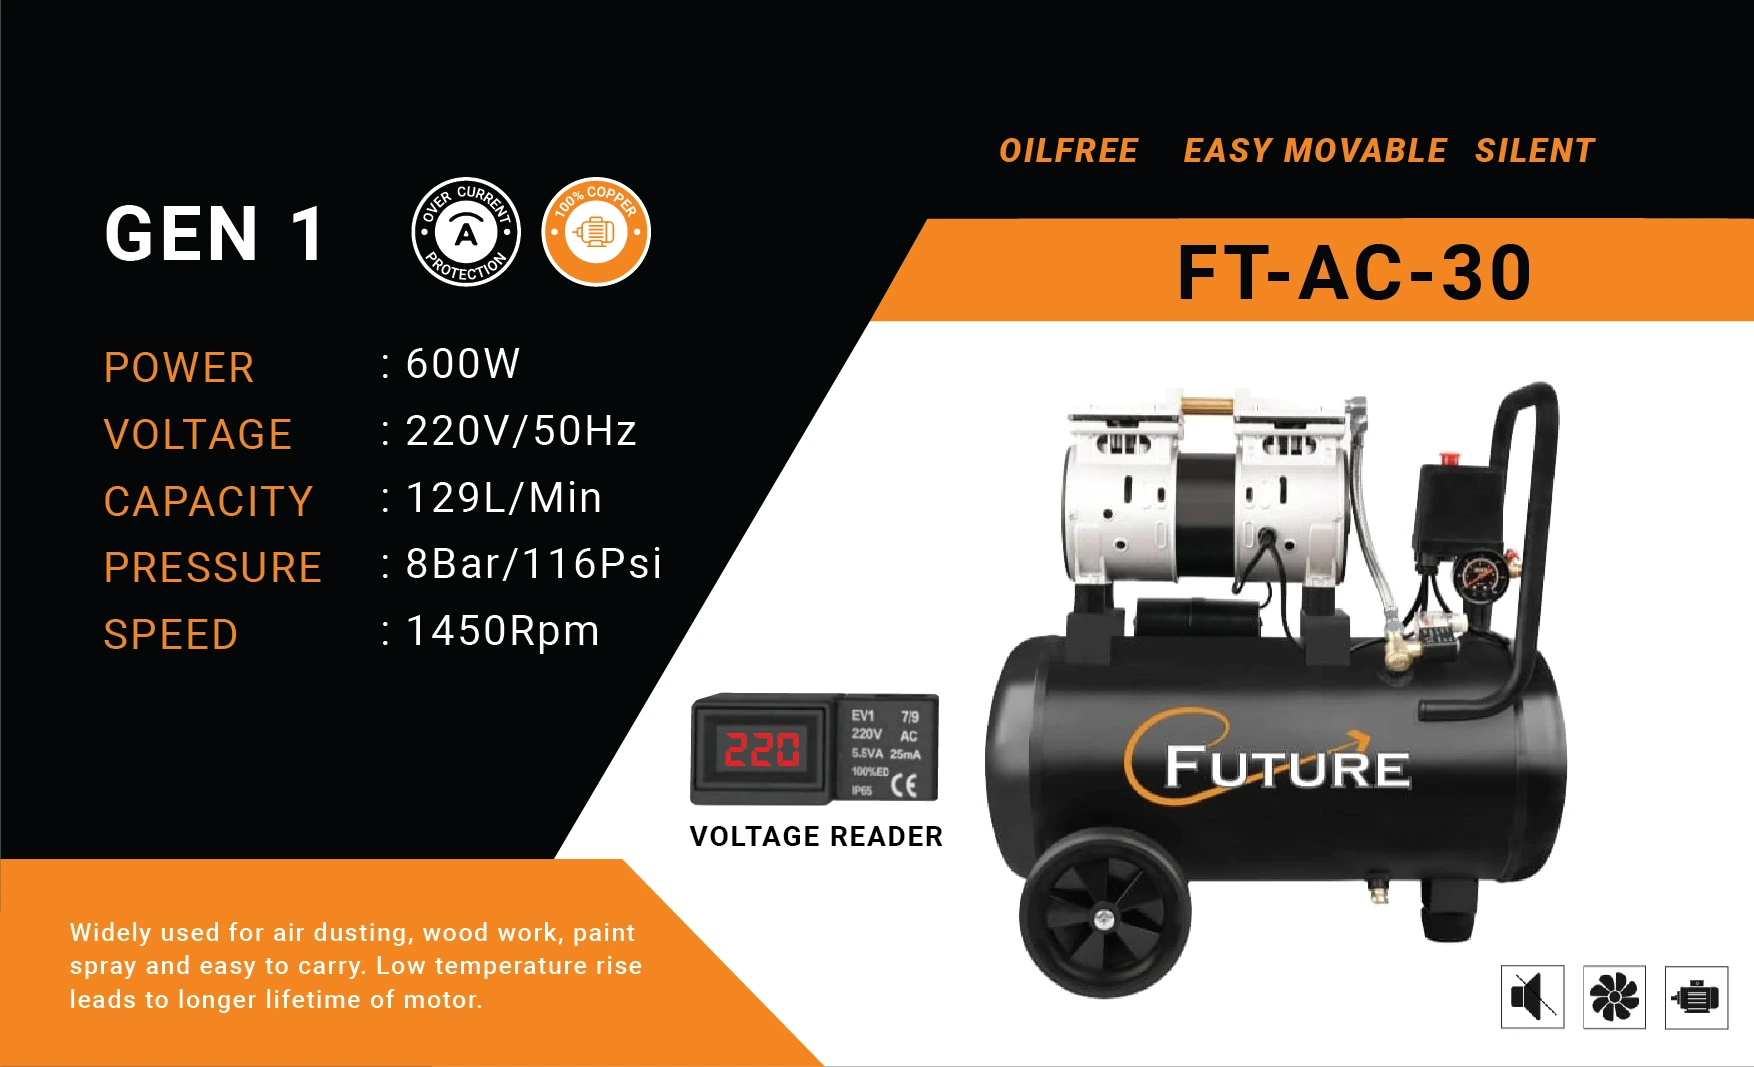 OILFREE EASY MOVABLE SILENT
GEN 1
OVER CURRENT
A
PROTECTION
100% COPPER
FT-AC-30
POWER : 600W
VOLTAGE : 220V/50Hz
CAPACITY : 129L/Min
PRESSURE : 8Bar/116Psi
SPEED : 1450Rpm
220
EV1 7/9
220V AC
5.5VA 25mA
100%ED
IP65 CE
VOLTAGE READER
FUTURE
Widely used for air dusting, wood work, paint
spray and easy to carry. Low temperature rise
leads to longer lifetime of motor.